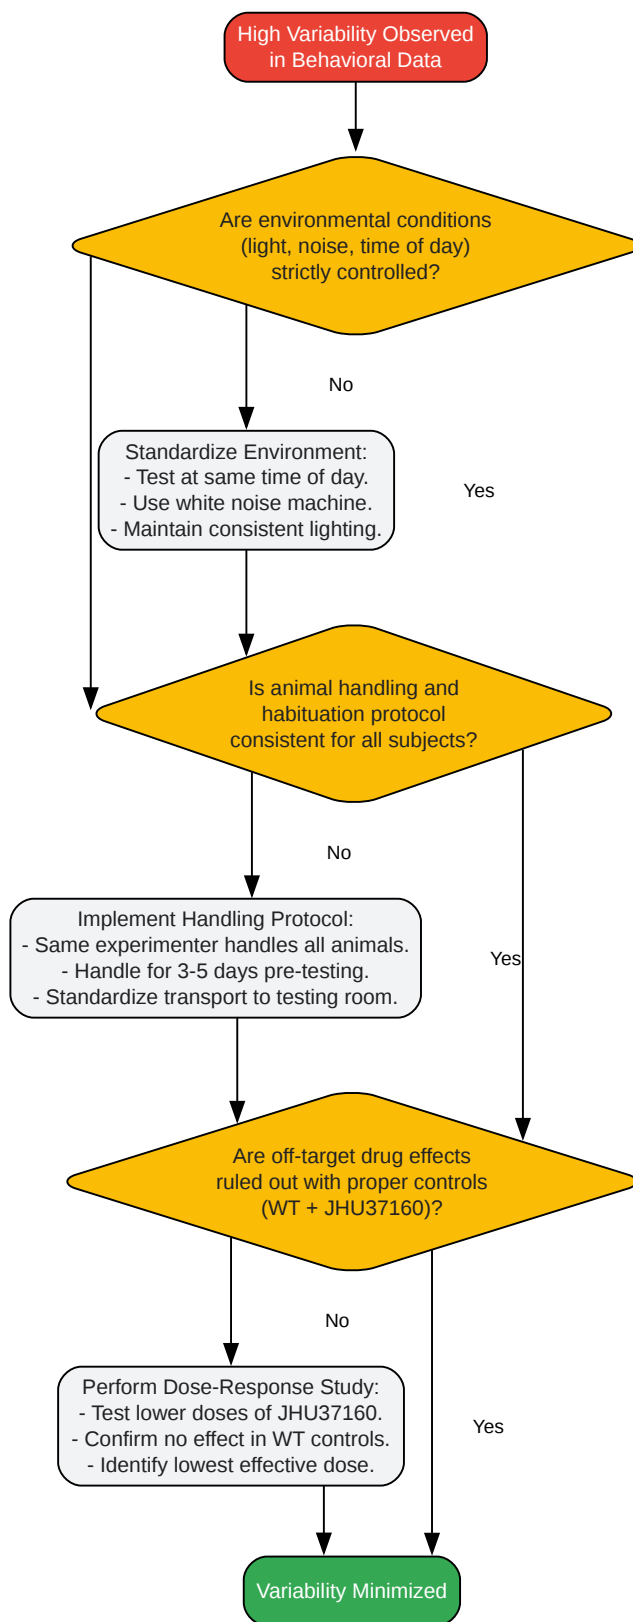 High Variability Observed
in Behavioral Data
Are environmental conditions
(light, noise, time of day)
strictly controlled?
No
Standardize Environment:
- Test at same time of day.
- Use white noise machine.
- Maintain consistent lighting.
Yes
Is animal handling and
habituation protocol
consistent for all subjects?
No
Implement Handling Protocol:
- Same experimenter handles all animals.
- Handle for 3-5 days pre-testing.
- Standardize transport to testing room.
Yes
Are off-target drug effects
ruled out with proper controls
(WT + JHU37160)?
No
Perform Dose-Response Study:
- Test lower doses of JHU37160.
- Confirm no effect in WT controls.
- Identify lowest effective dose.
Yes
Variability Minimized